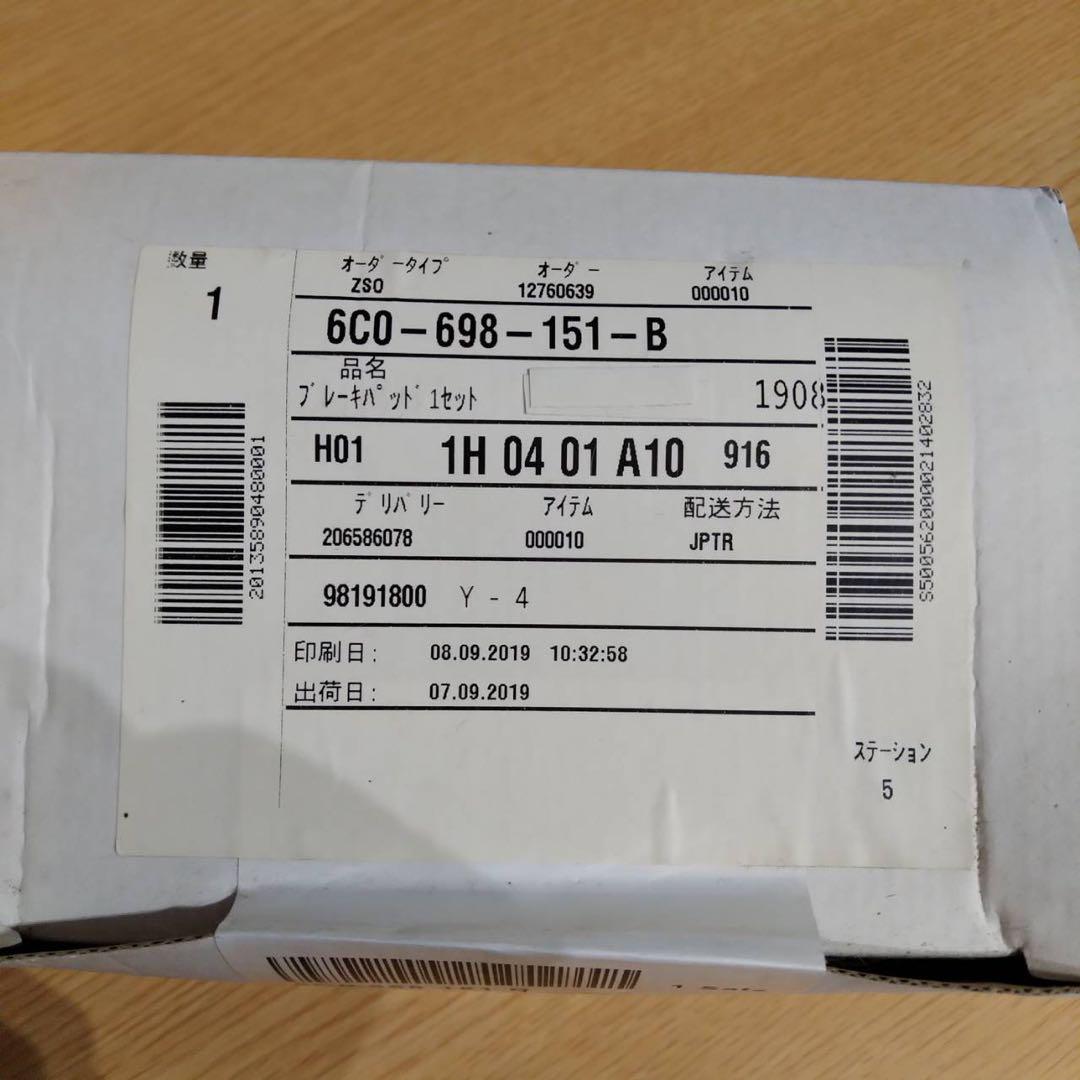 数量
1
オーダータイプ オーダー アイテム
ZSO 12760639 000010
6C0-698-151-B
品名
ブレーキパッド 1セット 1908
H01 1H 04 01 A10 916
デリバリー アイテム 配送方法
206586078 000010 JPTR
98191800 Y - 4
印刷日: 08.09.2019 10:32:58
出荷日: 07.09.2019
ステーション
5
20135890480001
S5005620000021402832